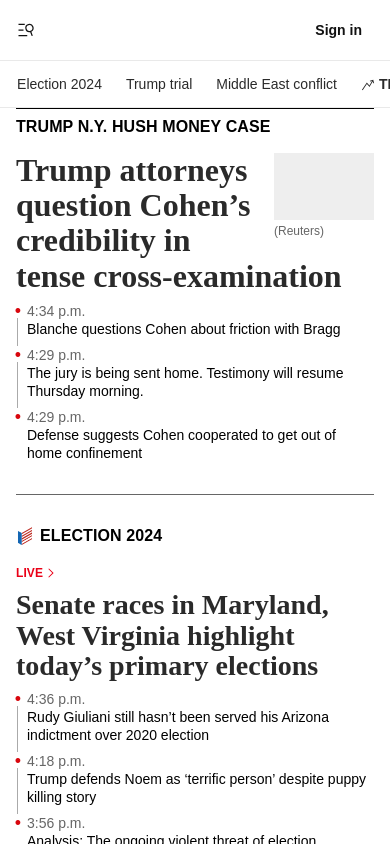 Sign in
Election 2024 Trump trial Middle East conflict
TRUMP N.Y. HUSH MONEY CASE
Trump attorneys
question Cohen’s
credibility in
tense cross-examination
(Reuters)
4:34 p.m.
Blanche questions Cohen about friction with Bragg
4:29 p.m.
The jury is being sent home. Testimony will resume
Thursday morning.
4:29 p.m.
Defense suggests Cohen cooperated to get out of
home confinement
ELECTION 2024
LIVE
Senate races in Maryland,
West Virginia highlight
today’s primary elections
4:36 p.m.
Rudy Giuliani still hasn’t been served his Arizona
indictment over 2020 election
4:18 p.m.
Trump defends Noem as ‘terrific person’ despite puppy
killing story
3:56 p.m.
Analysis: The ongoing violent threat of election